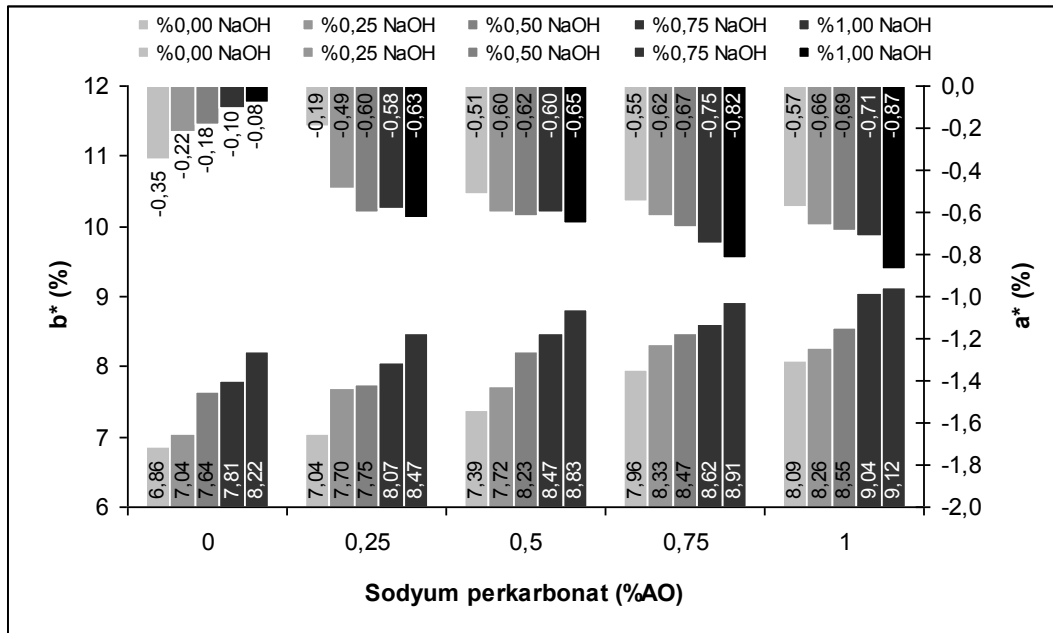 %0,00 NaOH %0,25 NaOH %0,50 NaOH %0,75 NaOH %1,00 NaOH
%0,00 NaOH %0,25 NaOH %0,50 NaOH %0,75 NaOH %1,00 NaOH
12
11
10
9
8
7
6
b* (%)
-0,35 -0,22 -0,18 -0,10 -0,08
-0,19 -0,49 -0,60 -0,58 -0,63
-0,51 -0,60 -0,62 -0,60 -0,65
-0,55 -0,62 -0,67 -0,75 -0,82
-0,57 -0,66 -0,69 -0,71 -0,87
6,86 7,04 7,64 7,81 8,22
7,04 7,70 7,75 8,07 8,47
7,39 7,72 8,23 8,47 8,83
7,96 8,33 8,47 8,62 8,91
8,09 8,26 8,55 9,04 9,12
0,0
-0,2
-0,4
-0,6
-0,8
-1,0
-1,2
-1,4
-1,6
-1,8
-2,0
a* (%)
0 0,25 0,5 0,75 1
Sodyum perkarbonat (%AO)